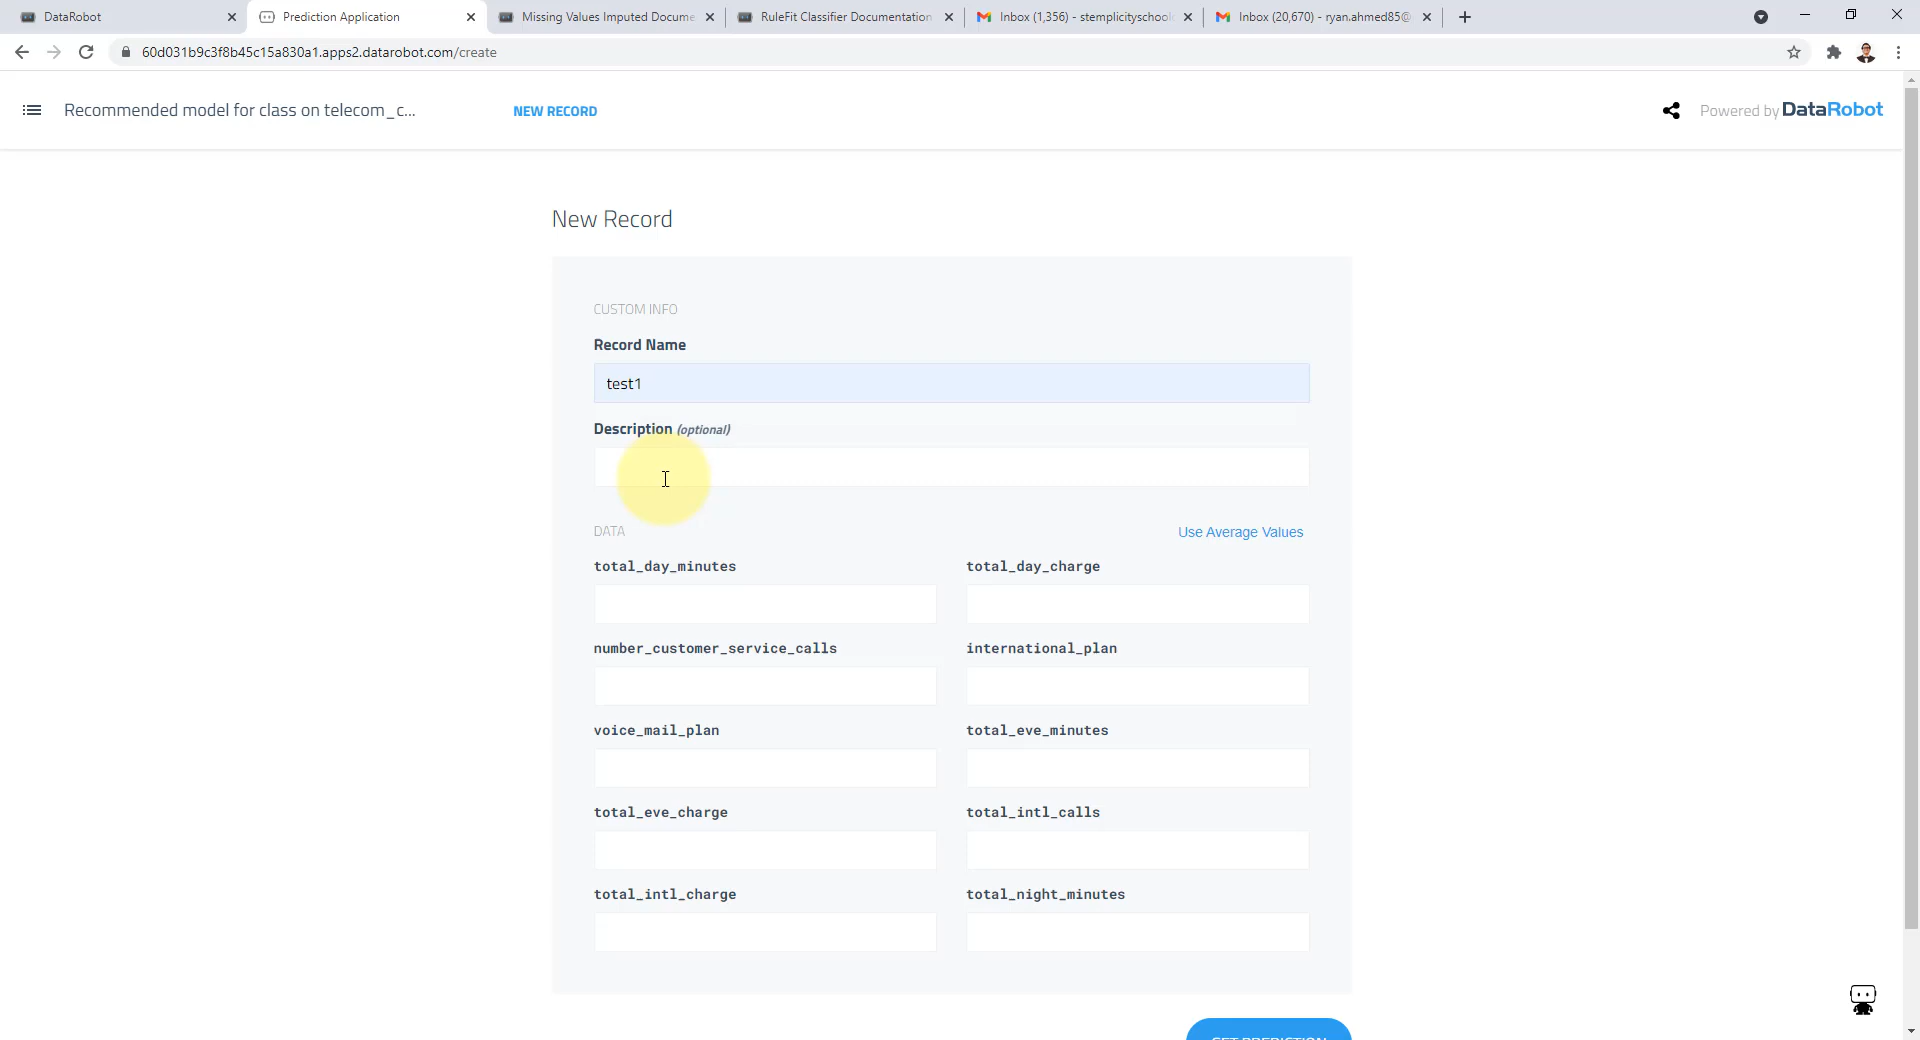 DataRobot
Prediction Application
Missing Values Imputed Docume
RuleFit Classifier Documentation
Inbox (1,356) - stemplicityschool
Inbox (20,670) - ryan.ahmed85@
60d031b9c3f8b45c15a830a1.apps2.datarobot.com/create
Recommended model for class on telecom_c...
NEW RECORD
Powered by DataRobot
New Record
CUSTOM INFO
Record Name
test1
Description (optional)
DATA
Use Average Values
total_day_minutes
total_day_charge
number_customer_service_calls
international_plan
voice_mail_plan
total_eve_minutes
total_eve_charge
total_intl_calls
total_intl_charge
total_night_minutes
GET PREDICTION